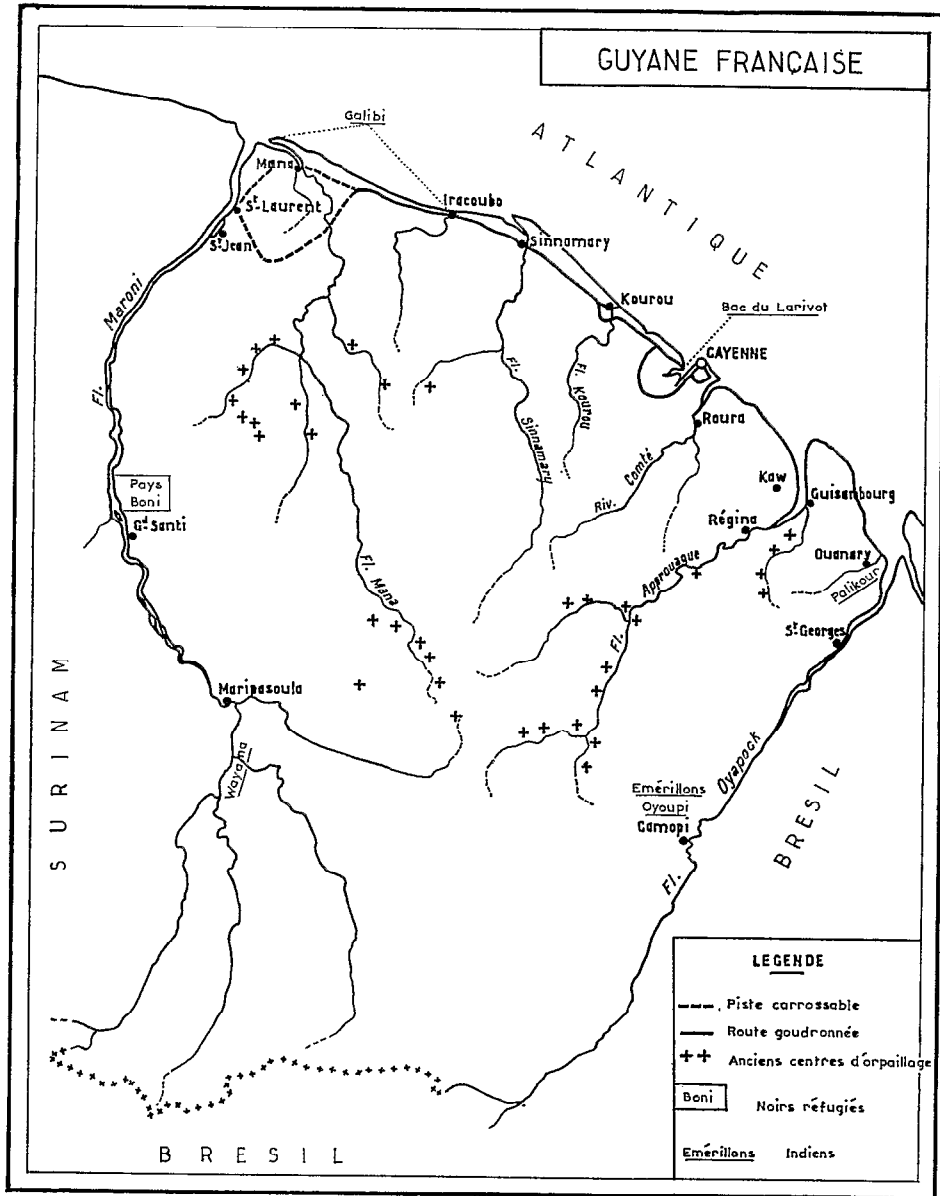 GUYANE FRANÇAISE
ATLANTIQUE
Galibi
Mana
St Laurent
St Jean
Iracoubo
Sinnamary
Kourou
Bac du Larivot
CAYENNE
Maroni
Fl.
Fl. Sinnamary
Fl. Kourou
Roura
Riv. Comté
Kaw
Guisanbourg
Régina
Pays
Boni
Gd Santi
Fl. Mana
Approuague
Fl.
Ouanary
Palikour
St Georges
SURINAM
Maripasoula
Wayana
Oyapock
Fl.
Emérillons
Oyoupi
Camopi
BRESIL
LEGENDE
Piste carrossable
Route goudronnée
Anciens centres d'orpaillage
Boni Noirs réfugiés
Emérillons Indiens
BRESIL